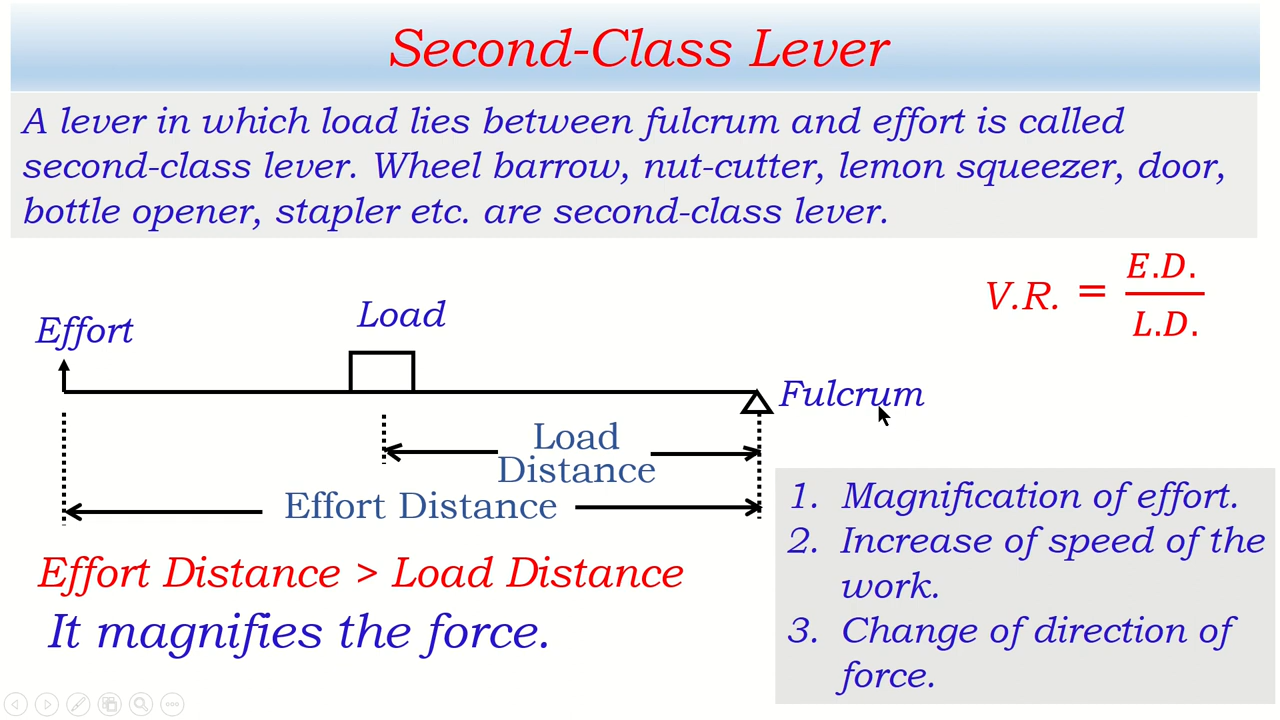 Second-Class Lever
A lever in which load lies between fulcrum and effort is called
second-class lever. Wheel barrow, nut-cutter, lemon squeezer, door,
bottle opener, stapler etc. are second-class lever.
V.R. = E.D. / L.D.
Effort
Load
Fulcrum
Load
Distance
Effort Distance
Effort Distance > Load Distance
It magnifies the force.
1. Magnification of effort.
2. Increase of speed of the
work.
3. Change of direction of
force.